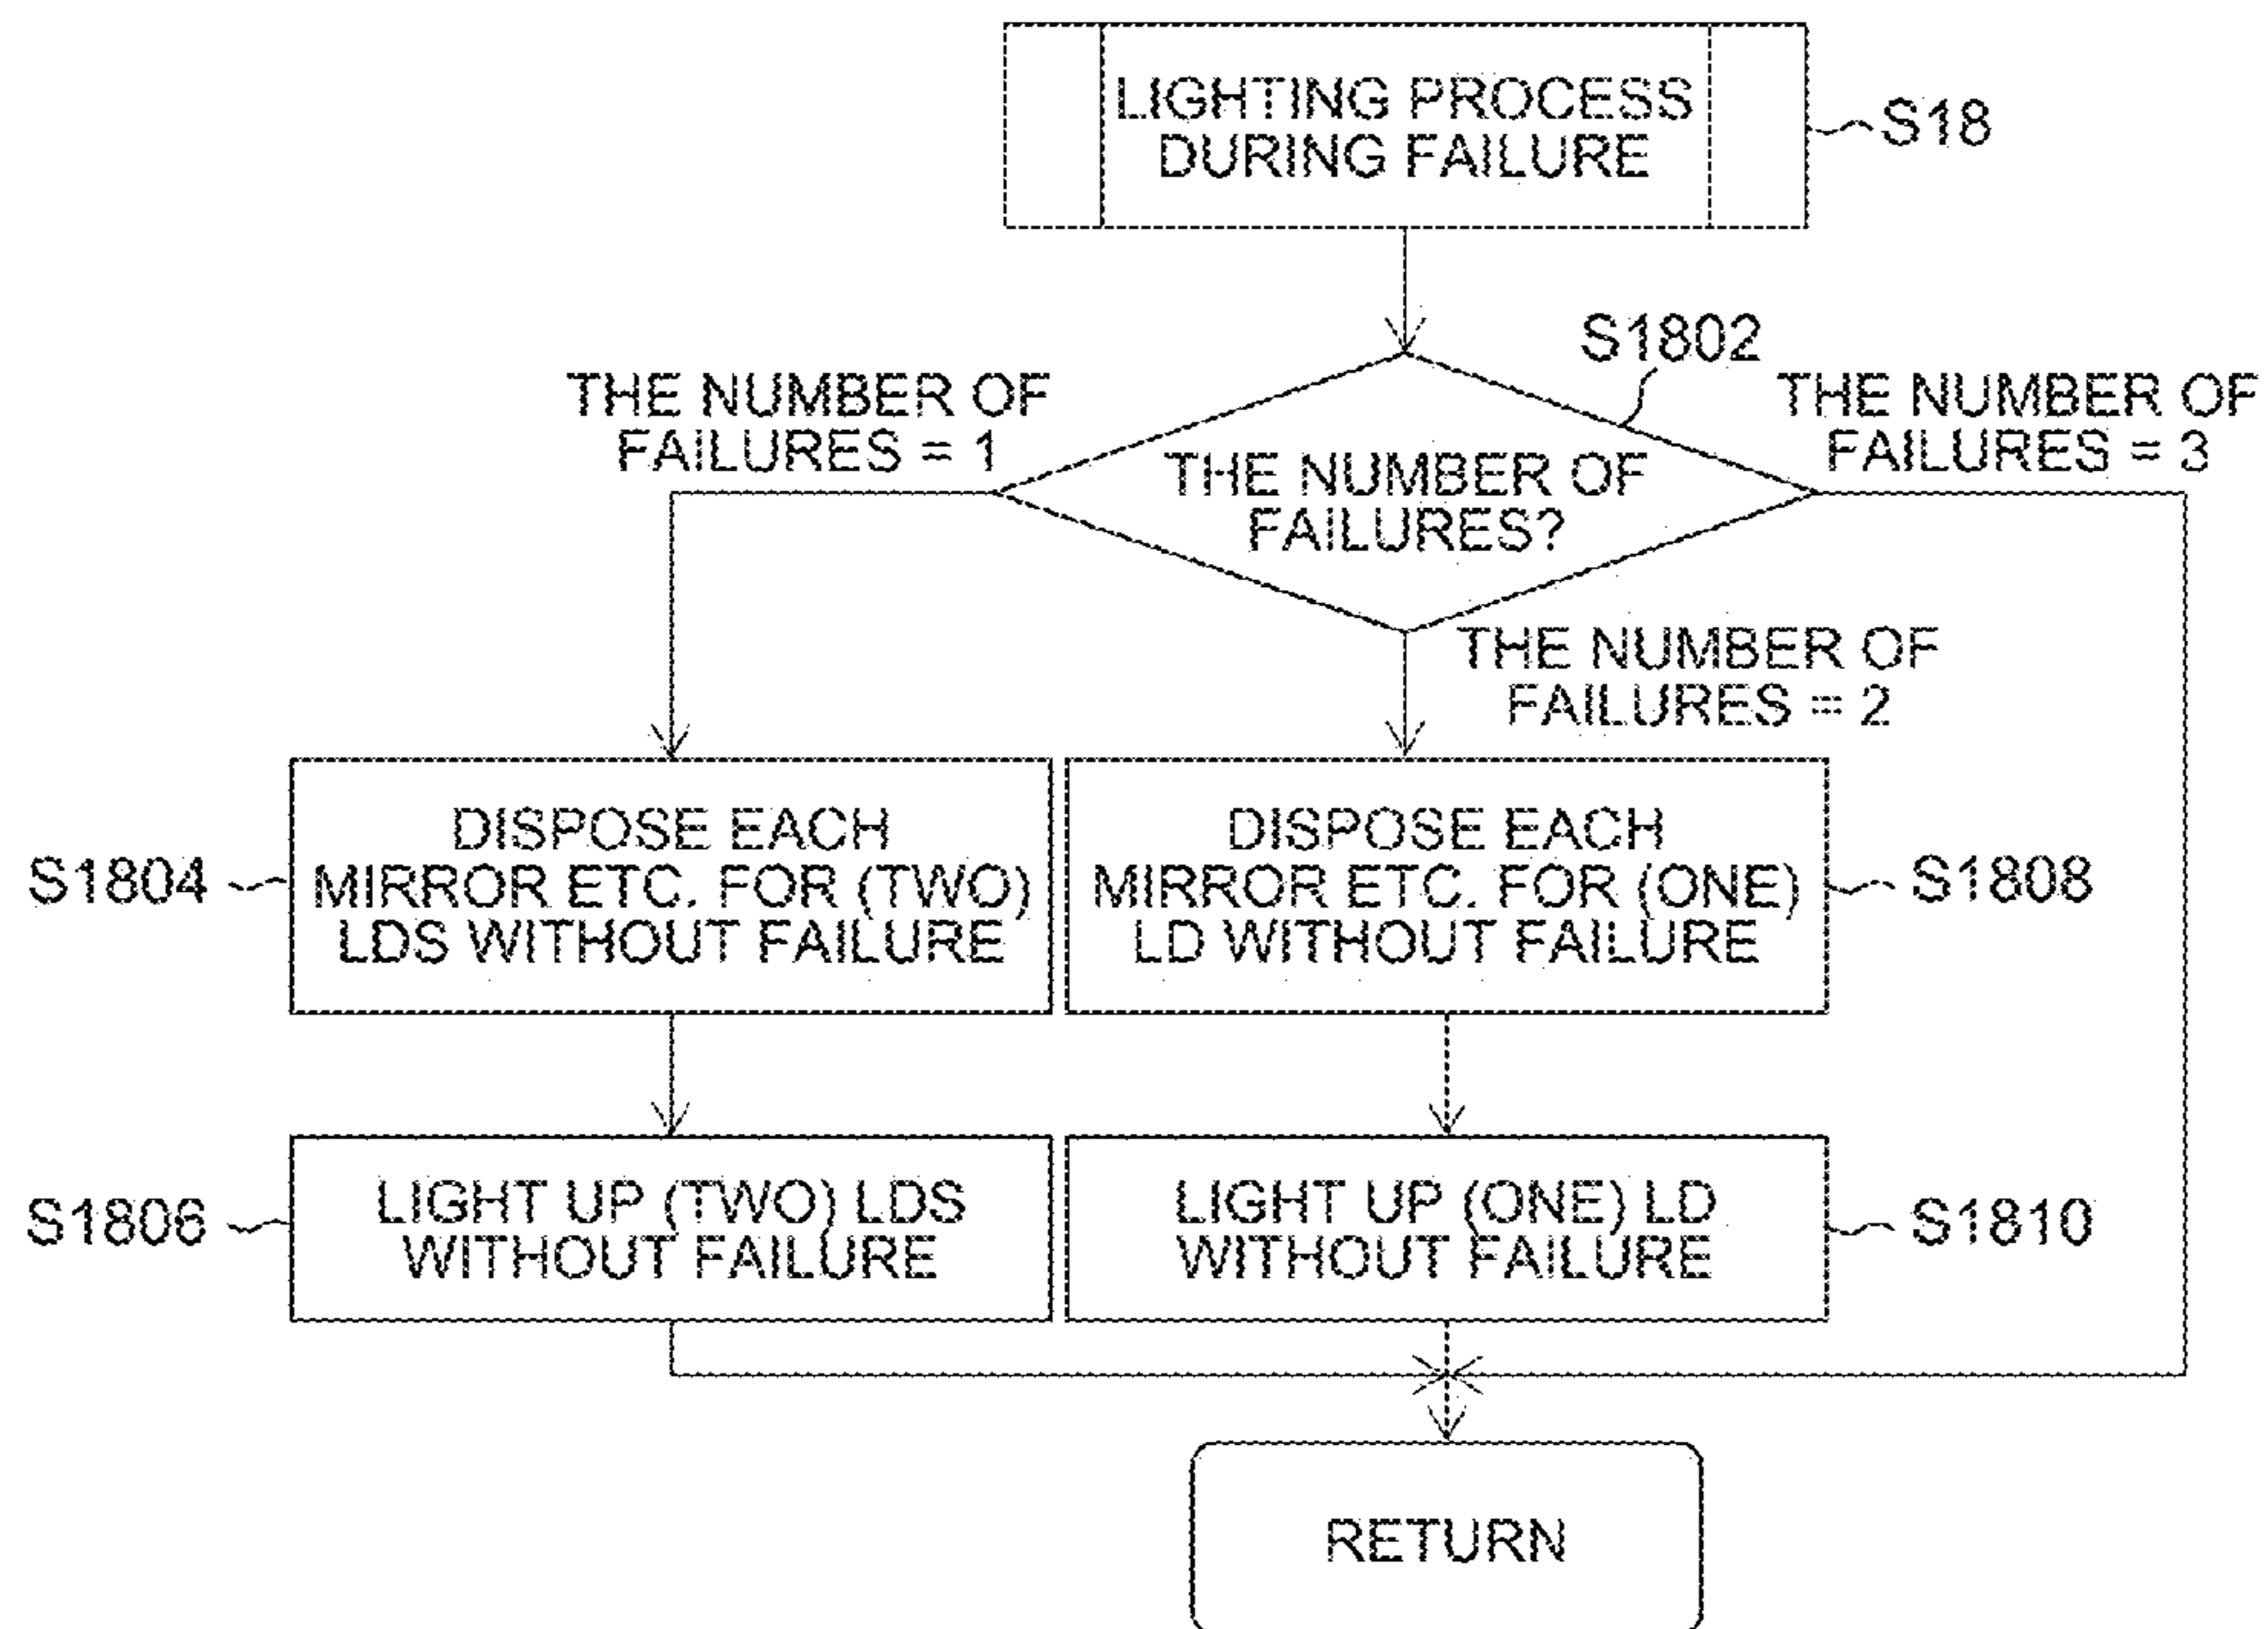 LIGHTING PROCESS
DURING FAILURE
S18
S1802
THE NUMBER OF
FAILURES = 1
THE NUMBER OF
FAILURES = 3
THE NUMBER OF
FAILURES?
THE NUMBER OF
FAILURES = 2
S1804
DISPOSE EACH
MIRROR ETC. FOR (TWO)
LDS WITHOUT FAILURE
DISPOSE EACH
MIRROR ETC. FOR (ONE)
LD WITHOUT FAILURE
S1808
S1806
LIGHT UP (TWO) LDS
WITHOUT FAILURE
LIGHT UP (ONE) LD
WITHOUT FAILURE
S1810
RETURN